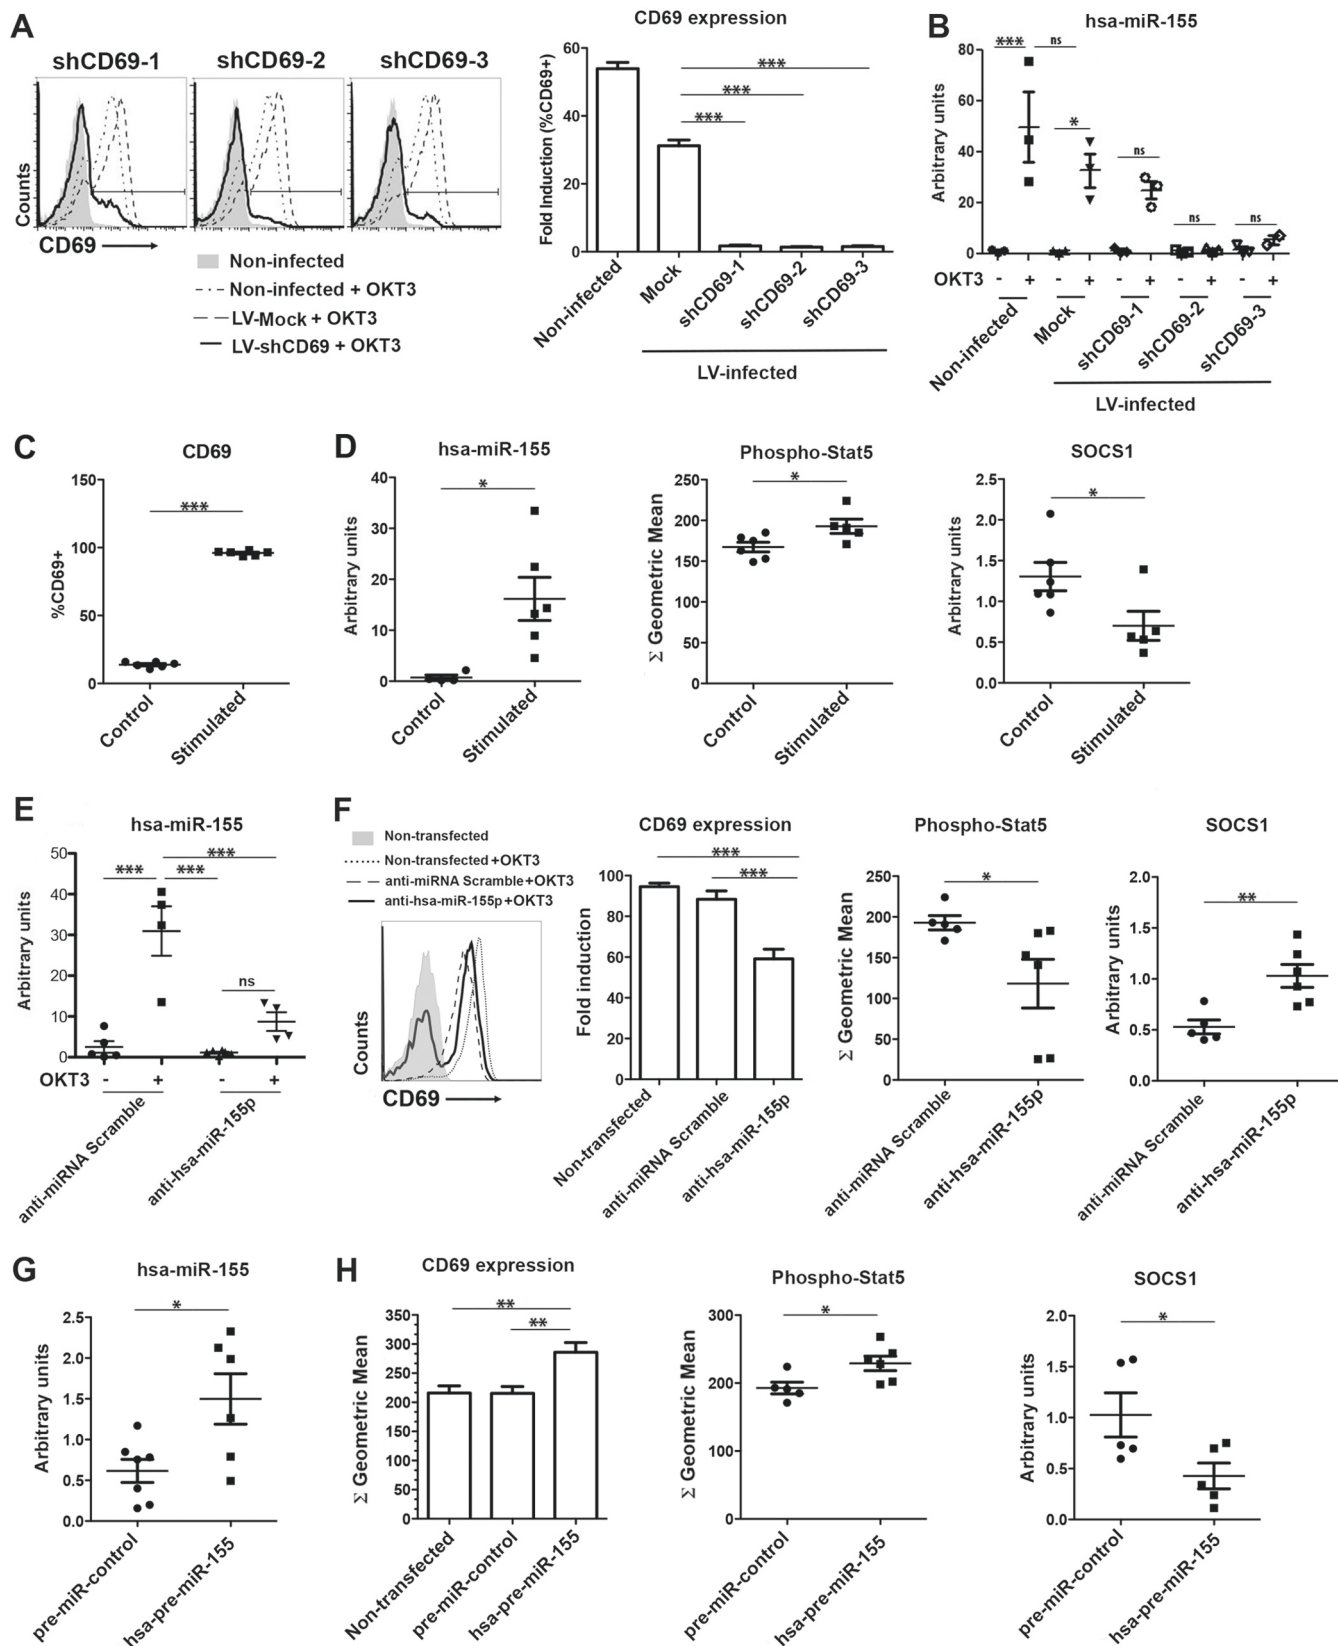 A
shCD69-1
shCD69-2
shCD69-3
Counts
CD69
Non-infected
Non-infected + OKT3
LV-Mock + OKT3
LV-shCD69 + OKT3
CD69 expression
Fold Induction (%CD69+)
60
40
20
0
***
***
***
Non-infected
Mock
shCD69-1
shCD69-2
shCD69-3
LV-infected
B
hsa-miR-155
Arbitrary units
80
60
40
20
0
*** ns
*
ns
ns ns
OKT3 - + - + - + - + - +
Non-infected
Mock
shCD69-1
shCD69-2
shCD69-3
LV-infected
C
CD69
%CD69+
150
100
50
0
***
Control
Stimulated
D
hsa-miR-155
Arbitrary units
40
30
20
10
0
*
Control
Stimulated
Phospho-Stat5
Σ Geometric Mean
250
200
150
100
50
0
*
Control
Stimulated
SOCS1
Arbitrary units
2.5
2.0
1.5
1.0
0.5
0.0
*
Control
Stimulated
E
hsa-miR-155
Arbitrary units
50
40
30
20
10
0
***
*** ***
ns
OKT3 - + - +
anti-miRNA Scramble
anti-hsa-miR-155p
F
Non-transfected
Non-transfected+OKT3
anti-miRNA Scramble+OKT3
anti-hsa-miR-155p+OKT3
Counts
CD69
CD69 expression
Fold induction
100
80
60
40
20
0
***
***
Non-transfected
anti-miRNA Scramble
anti-hsa-miR-155p
Phospho-Stat5
Σ Geometric Mean
250
200
150
100
50
0
*
anti-miRNA Scramble
anti-hsa-miR-155p
SOCS1
Arbitrary units
2.0
1.5
1.0
0.5
0.0
**
anti-miRNA Scramble
anti-hsa-miR-155p
G
hsa-miR-155
Arbitrary units
2.5
2.0
1.5
1.0
0.5
0.0
*
pre-miR-control
hsa-pre-miR-155
H
CD69 expression
Σ Geometric Mean
350
300
250
200
150
100
50
0
**
**
Non-transfected
pre-miR-control
hsa-pre-miR-155
Phospho-Stat5
Σ Geometric Mean
300
200
100
0
*
pre-miR-control
hsa-pre-miR-155
SOCS1
Arbitrary units
2.0
1.5
1.0
0.5
0.0
*
pre-miR-control
hsa-pre-miR-155